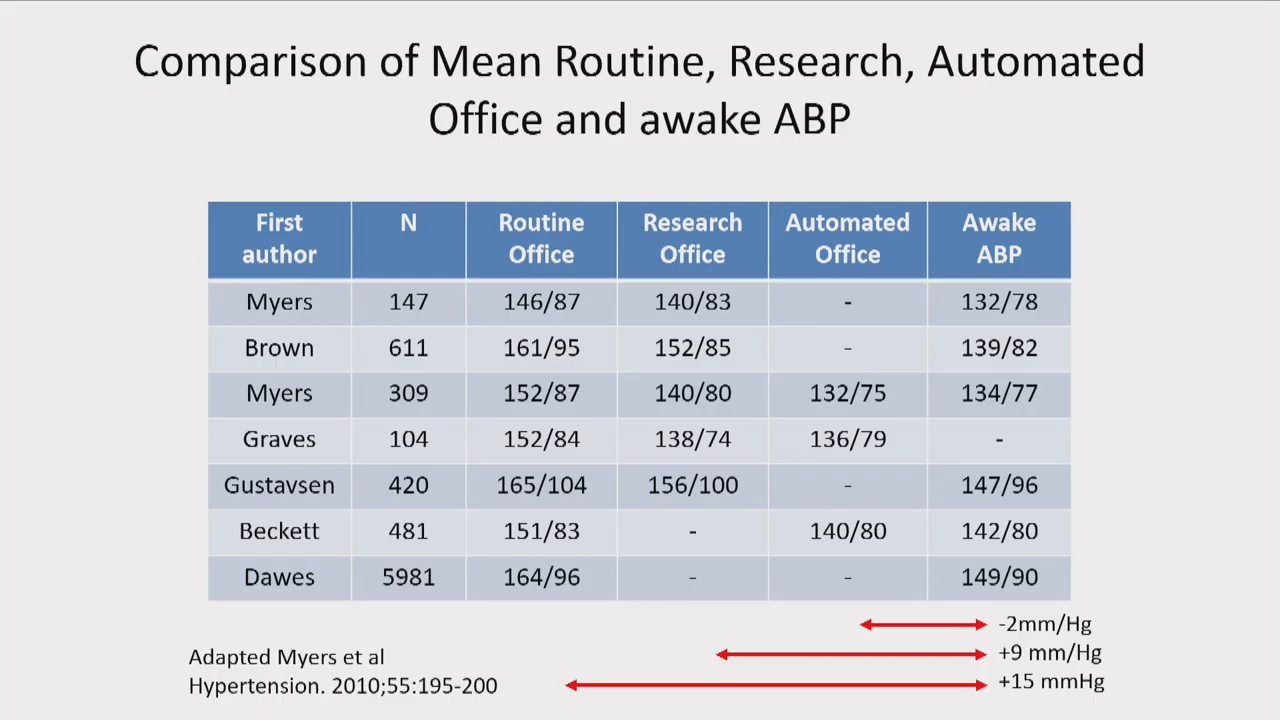 Comparison of Mean Routine, Research, Automated
Office and awake ABP
First author N Routine Office Research Office Automated Office Awake ABP
Myers 147 146/87 140/83 - 132/78
Brown 611 161/95 152/85 - 139/82
Myers 309 152/87 140/80 132/75 134/77
Graves 104 152/84 138/74 136/79 -
Gustavsen 420 165/104 156/100 - 147/96
Beckett 481 151/83 - 140/80 142/80
Dawes 5981 164/96 - - 149/90
-2mm/Hg
+9 mm/Hg
+15 mmHg
Adapted Myers et al
Hypertension. 2010;55:195-200